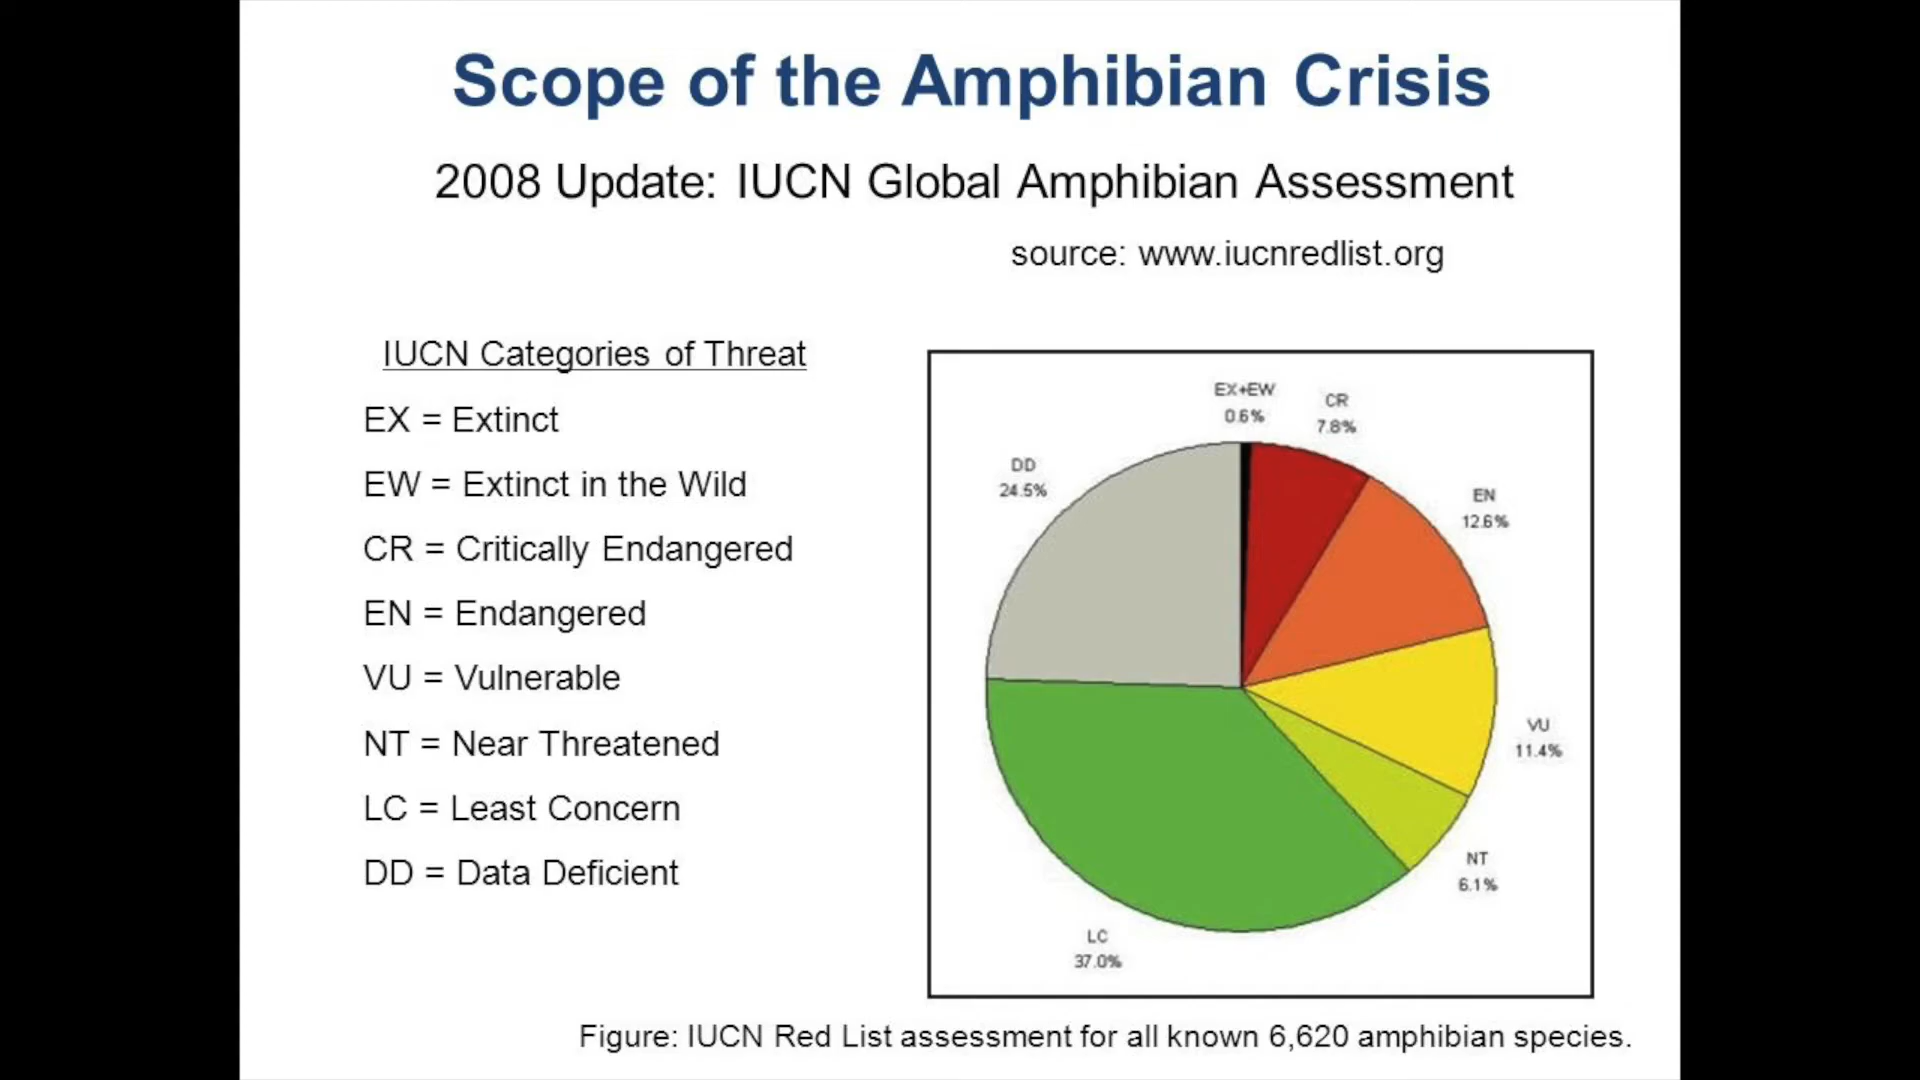 Scope of the Amphibian Crisis
2008 Update: IUCN Global Amphibian Assessment
source: www.iucnredlist.org
IUCN Categories of Threat
EX = Extinct
EW = Extinct in the Wild
CR = Critically Endangered
EN = Endangered
VU = Vulnerable
NT = Near Threatened
LC = Least Concern
DD = Data Deficient
EX+EW
0.6%
CR
7.8%
EN
12.6%
VU
11.4%
NT
6.1%
LC
37.0%
DD
24.5%
Figure: IUCN Red List assessment for all known 6,620 amphibian species.